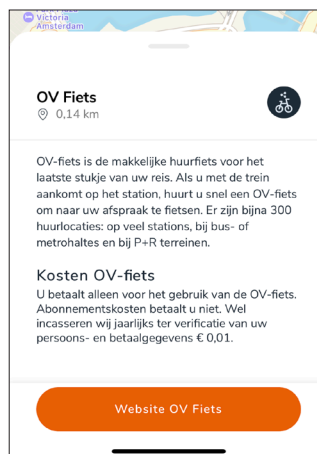 Victoria
Amsterdam
OV Fiets
0,14 km
OV-fiets is de makkelijke huurfiets voor het
laatste stukje van uw reis. Als u met de trein
aankomt op het station, huurt u snel een OV-fiets
om naar uw afspraak te fietsen. Er zijn bijna 300
huurlocaties: op veel stations, bij bus- of
metrohaltes en bij P+R terreinen.
Kosten OV-fiets
U betaalt alleen voor het gebruik van de OV-fiets.
Abonnementskosten betaalt u niet. Wel
incasseren wij jaarlijks ter verificatie van uw
persoons- en betaalgegevens € 0,01.
Website OV Fiets